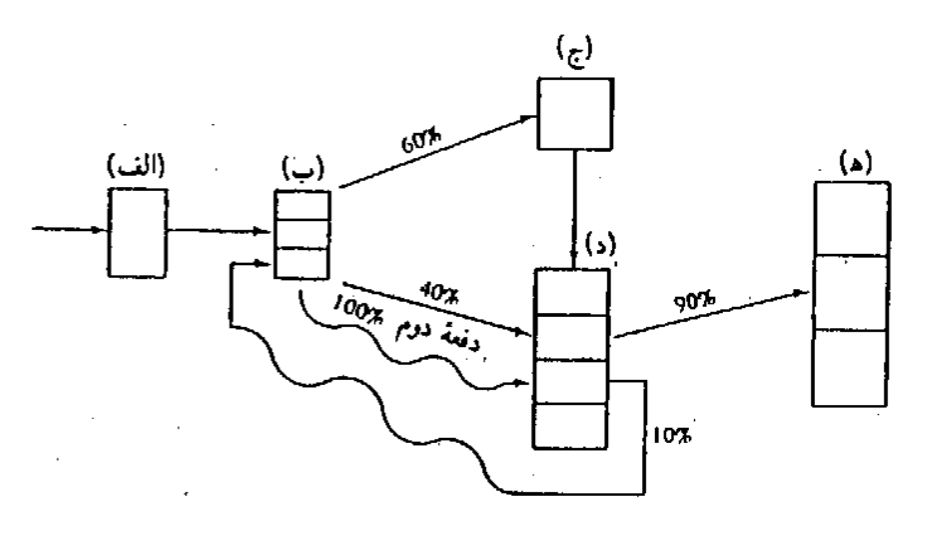 (ج)
60%
(الف)
(ب)
(ه)
(د)
40%
90%
100% دفعهٔ دوم
10%